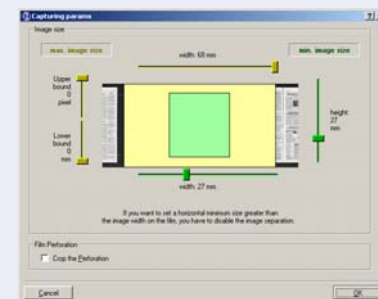 Capturing params
Image size
max. image size
width: 68 mm
min. image size
Upper
bound
0
pixel
Lower
bound
0
mm
height:
27
mm
width: 27 mm
If you want to set a horizontal minimum size greater than
the image width on the film, you have to disable the image separation.
Film Perforation
Crop the Perforation
Cancel
OK